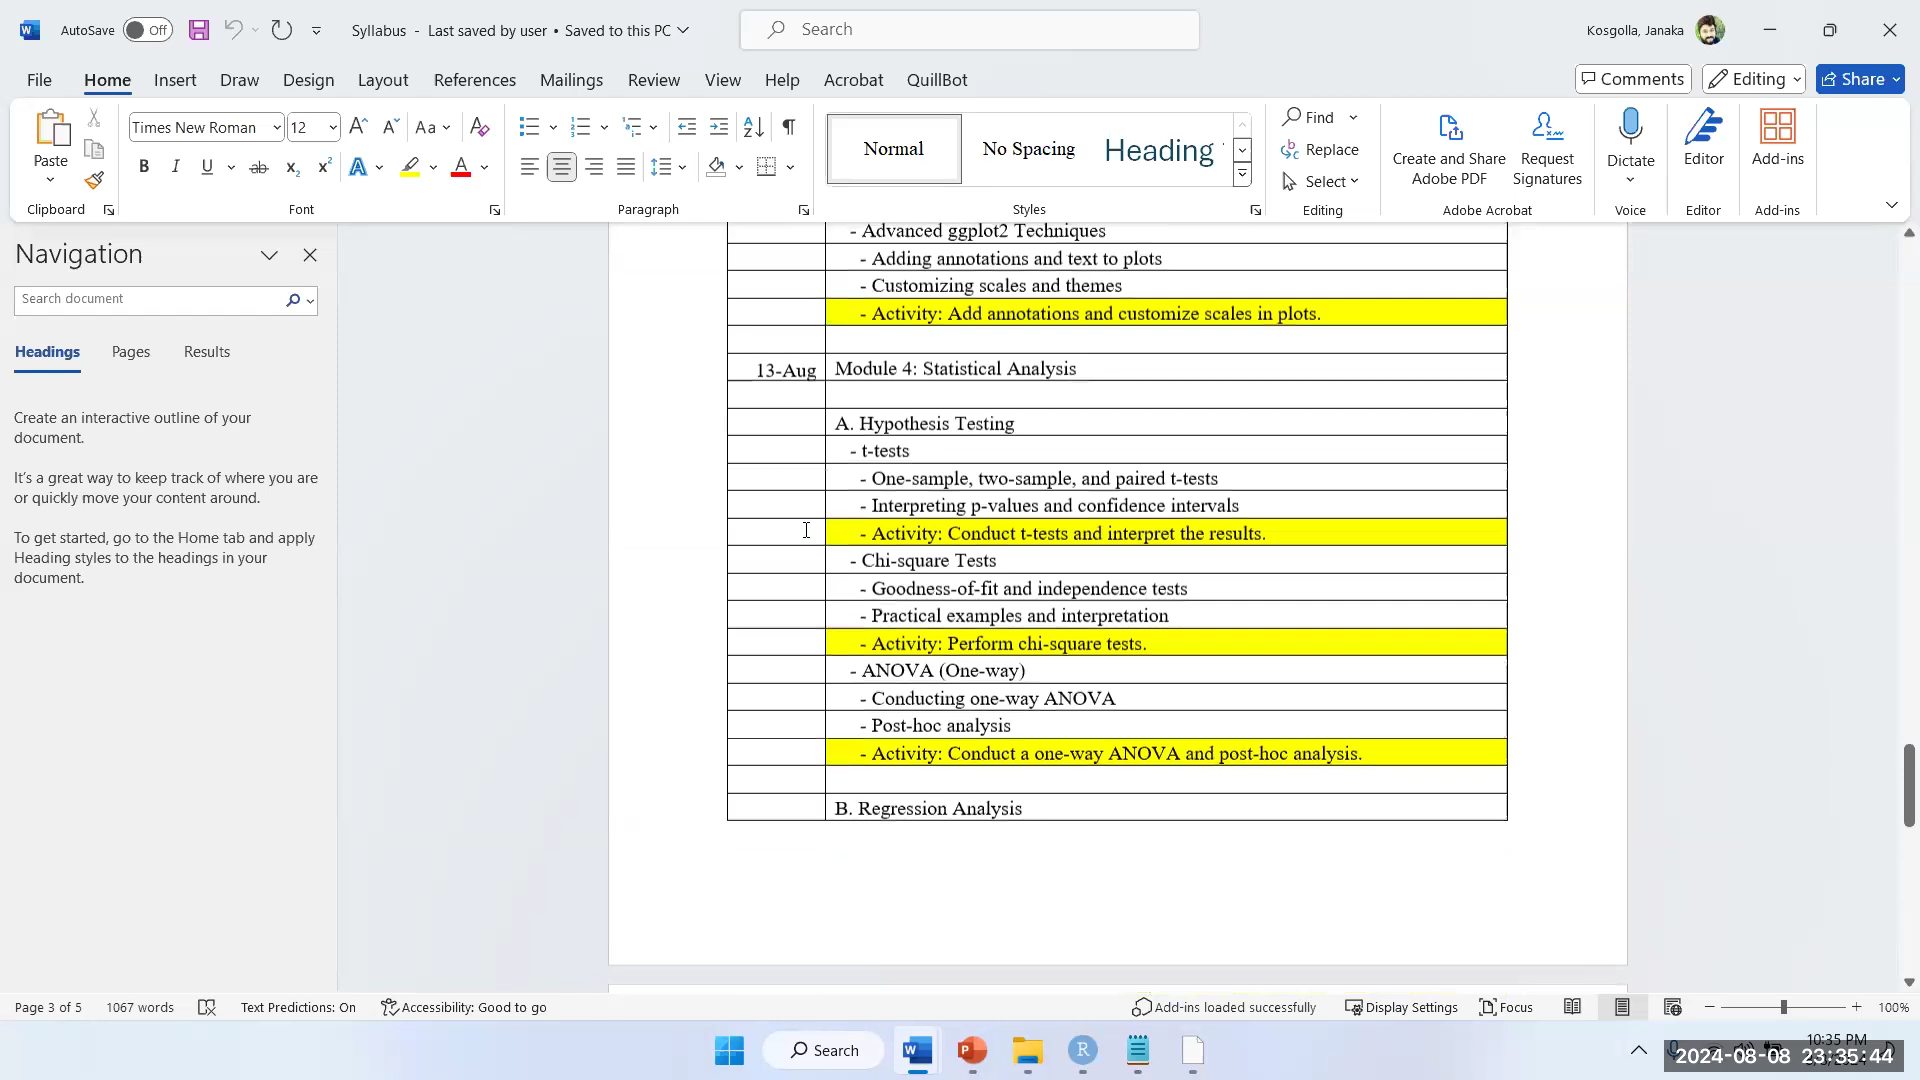 AutoSave Off Syllabus - Last saved by user • Saved to this PC Search Kosgolla, Janaka
File Home Insert Draw Design Layout References Mailings Review View Help Acrobat QuillBot Comments Editing Share
Paste Times New Roman 12 Normal No Spacing Heading Find Replace Select Create and Share Adobe PDF Request Signatures Dictate Editor Add-ins
Clipboard Font Paragraph Styles Editing Adobe Acrobat Voice Editor Add-ins
Navigation
Search document
Headings Pages Results
Create an interactive outline of your
document.
It's a great way to keep track of where you are
or quickly move your content around.
To get started, go to the Home tab and apply
Heading styles to the headings in your
document.
- Advanced ggplot2 Techniques
- Adding annotations and text to plots
- Customizing scales and themes
- Activity: Add annotations and customize scales in plots.
13-Aug Module 4: Statistical Analysis
A. Hypothesis Testing
- t-tests
- One-sample, two-sample, and paired t-tests
- Interpreting p-values and confidence intervals
- Activity: Conduct t-tests and interpret the results.
- Chi-square Tests
- Goodness-of-fit and independence tests
- Practical examples and interpretation
- Activity: Perform chi-square tests.
- ANOVA (One-way)
- Conducting one-way ANOVA
- Post-hoc analysis
- Activity: Conduct a one-way ANOVA and post-hoc analysis.
B. Regression Analysis
Page 3 of 5 1067 words Text Predictions: On Accessibility: Good to go Add-ins loaded successfully Display Settings Focus 100%
Search
10:35 PM
2024-08-08 23:35:44